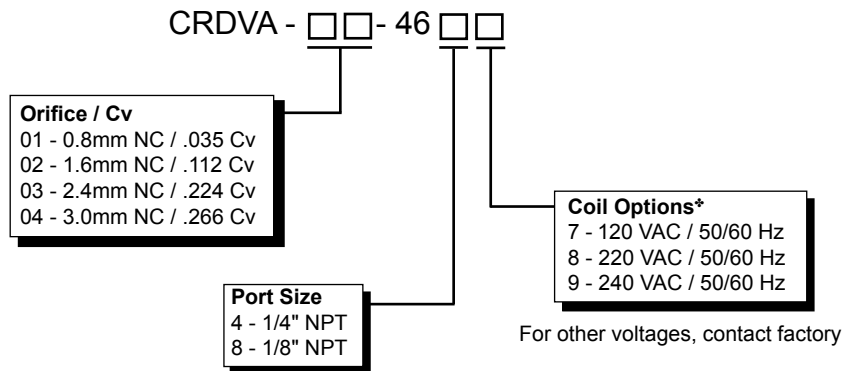 CRDVA - □□ - 46 □□
Orifice / Cv
01 - 0.8mm NC / .035 Cv
02 - 1.6mm NC / .112 Cv
03 - 2.4mm NC / .224 Cv
04 - 3.0mm NC / .266 Cv
Port Size
4 - 1/4" NPT
8 - 1/8" NPT
Coil Options*
7 - 120 VAC / 50/60 Hz
8 - 220 VAC / 50/60 Hz
9 - 240 VAC / 50/60 Hz
For other voltages, contact factory